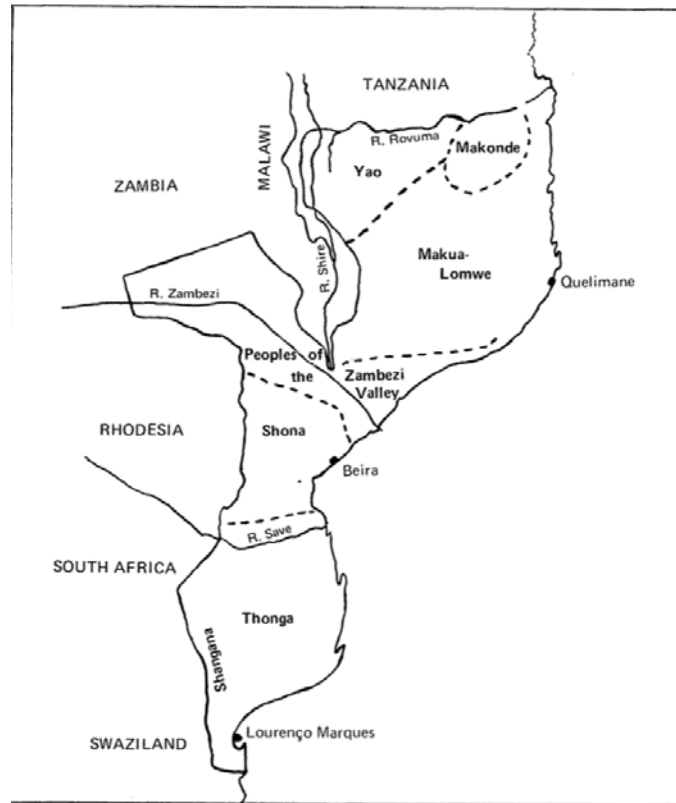 TANZANIA
R. Rovuma
Makonde
MALAWI
Yao
ZAMBIA
Makua-
Lomwe
R. Shire
Quelimane
R. Zambezi
Peoples of
the
Zambezi
Valley
RHODESIA
Shona
Beira
R. Save
SOUTH AFRICA
Thonga
Shangana
Lourenço Marques
SWAZILAND